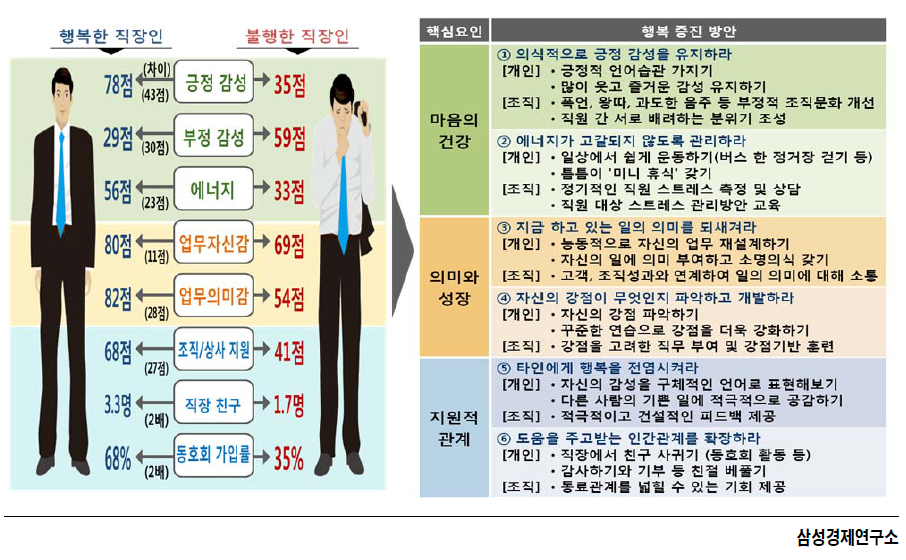 행복한 직장인
불행한 직장인
(차이)
78점
(43점)
긍정 감성
35점
29점
(30점)
부정 감성
59점
56점
(23점)
에너지
33점
80점
(11점)
업무자신감
69점
82점
(28점)
업무의미감
54점
68점
(27점)
조직/상사 지원
41점
3.3명
(2배)
직장 친구
1.7명
68%
(2배)
동호회 가입률
35%
핵심요인
행복 증진 방안
마음의
건강
① 의식적으로 긍정 감성을 유지하라
[개인] • 긍정적 언어습관 가지기
• 많이 웃고 즐거운 감성 유지하기
[조직] • 폭언, 왕따, 과도한 음주 등 부정적 조직문화 개선
• 직원 간 서로 배려하는 분위기 조성
② 에너지가 고갈되지 않도록 관리하라
[개인] • 일상에서 쉽게 운동하기(버스 한 정거장 걷기 등)
• 틈틈이 '미니 휴식' 갖기
[조직] • 정기적인 직원 스트레스 측정 및 상담
• 직원 대상 스트레스 관리방안 교육
의미와
성장
③ 지금 하고 있는 일의 의미를 되새겨라
[개인] • 능동적으로 자신의 업무 재설계하기
• 자신의 일에 의미 부여하고 소명의식 갖기
[조직] • 고객, 조직성과와 연계하여 일의 의미에 대해 소통
④ 자신의 강점이 무엇인지 파악하고 개발하라
[개인] • 자신의 강점 파악하기
• 꾸준한 연습으로 강점을 더욱 강화하기
[조직] • 강점을 고려한 직무 부여 및 강점기반 훈련
지원적
관계
⑤ 타인에게 행복을 전염시켜라
[개인] • 자신의 감성을 구체적인 언어로 표현해보기
• 다른 사람의 기쁜 일에 적극적으로 공감하기
[조직] • 적극적이고 건설적인 피드백 제공
⑥ 도움을 주고받는 인간관계를 확장하라
[개인] • 직장에서 친구 사귀기 (동호회 활동 등)
• 감사하기와 기부 등 친절 베풀기
[조직] • 동료관계를 넓힐 수 있는 기회 제공
삼성경제연구소